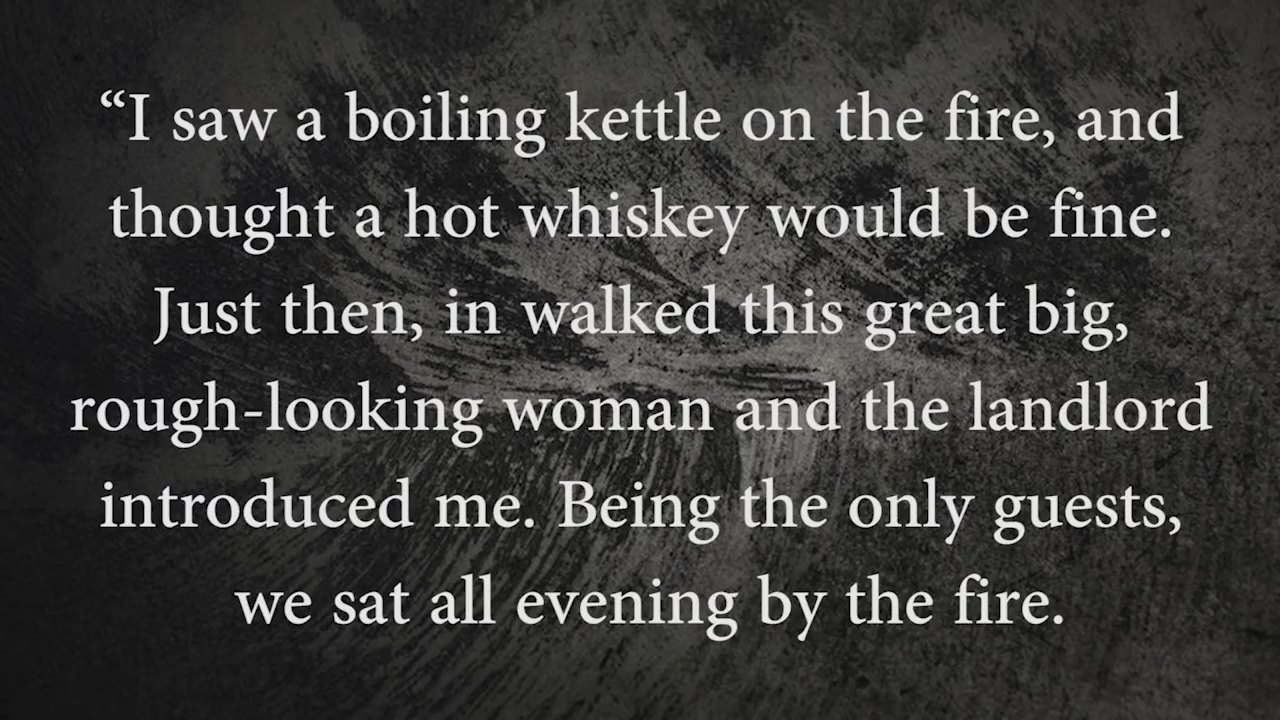 “I saw a boiling kettle on the fire, and
thought a hot whiskey would be fine.
Just then, in walked this great big,
rough-looking woman and the landlord
introduced me. Being the only guests,
we sat all evening by the fire.